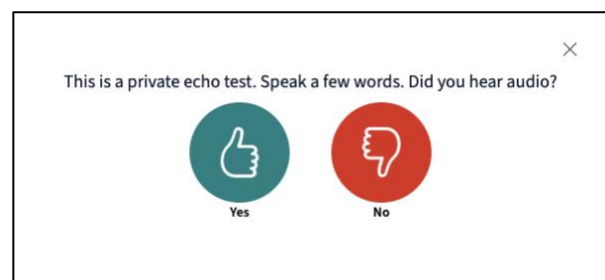 This is a private echo test. Speak a few words. Did you hear audio?
Yes
No